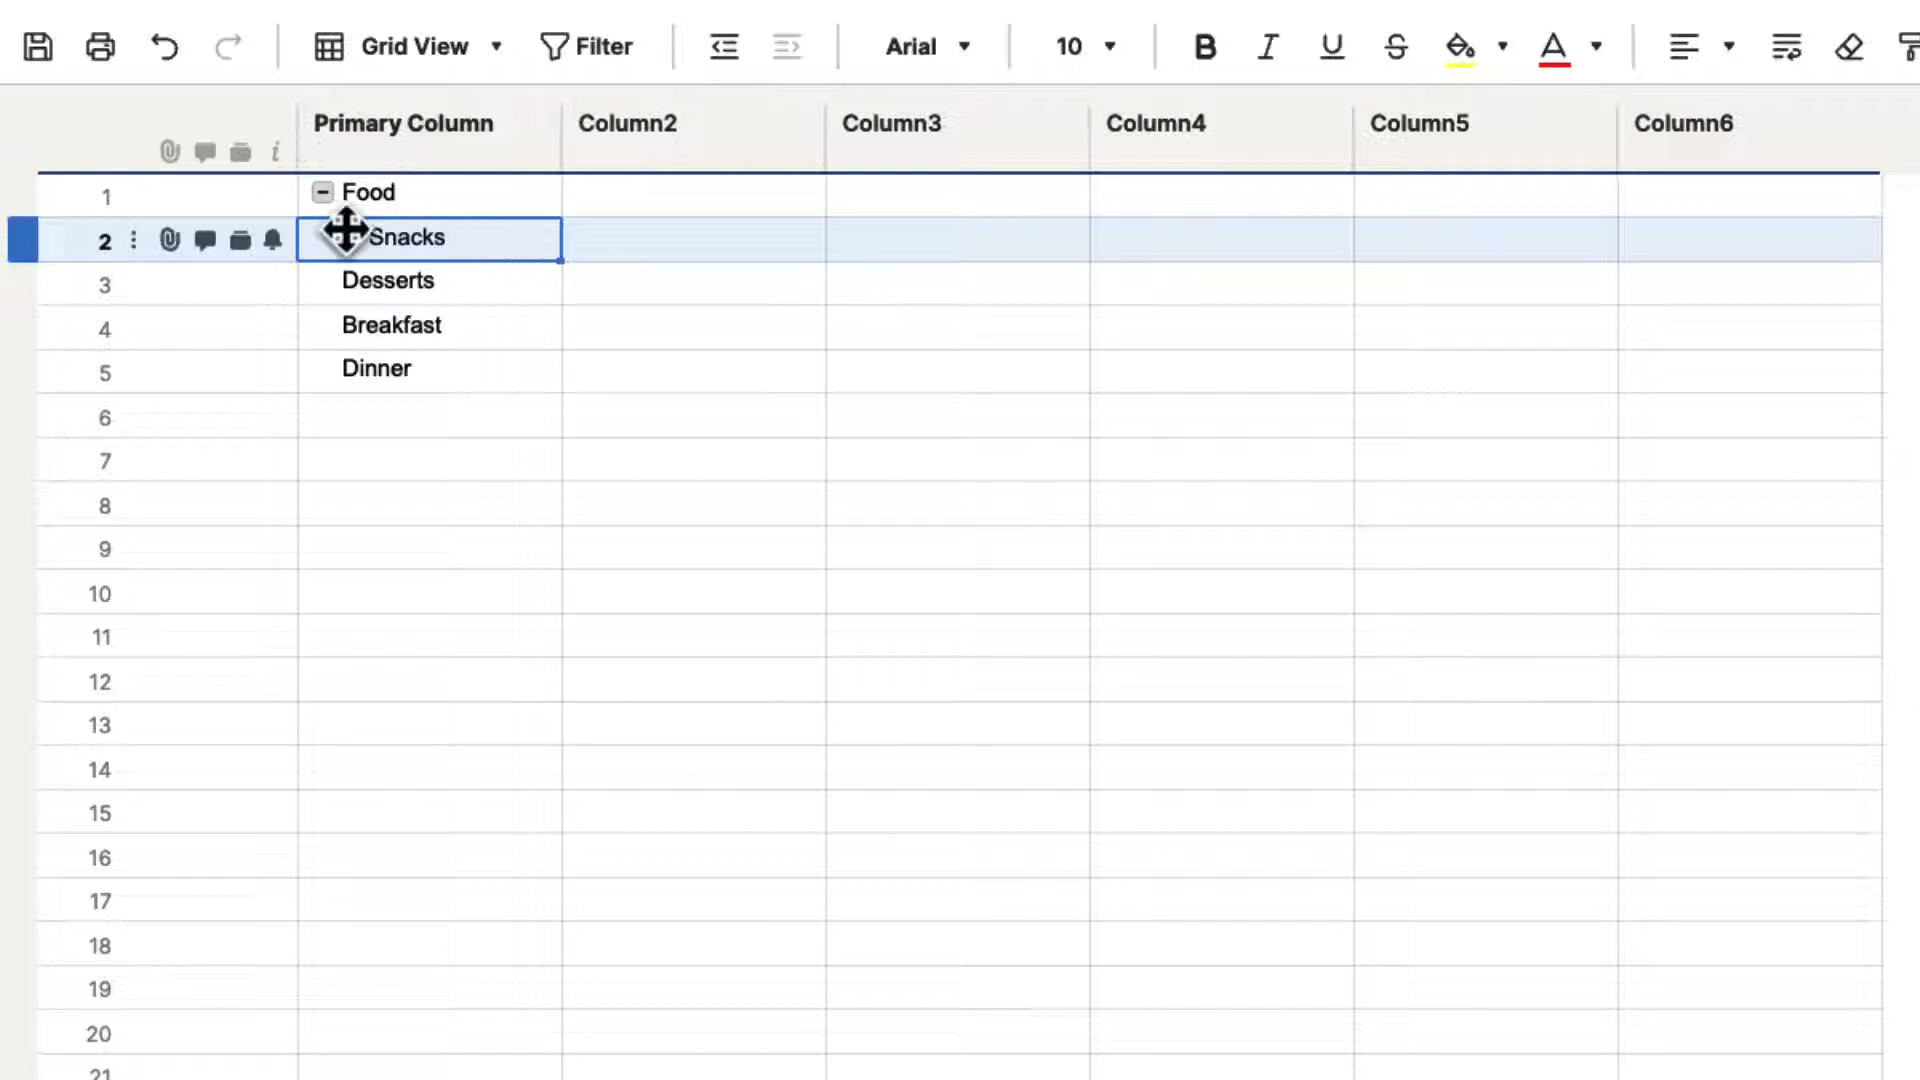 Grid View Filter Arial 10 B I U S A
Primary Column Column2 Column3 Column4 Column5 Column6
1 Food
2 Snacks
3 Desserts
4 Breakfast
5 Dinner
6
7
8
9
10
11
12
13
14
15
16
17
18
19
20
21